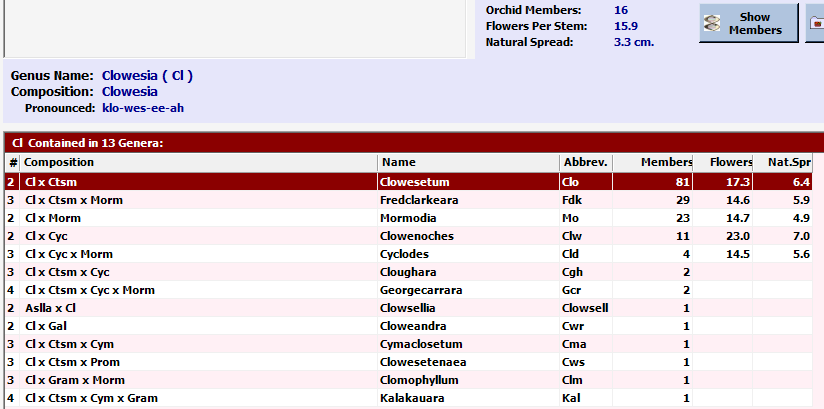 Orchid Members: 16
Flowers Per Stem: 15.9
Natural Spread: 3.3 cm.
Show Members
Genus Name: Clowesia ( Cl )
Composition: Clowesia
Pronounced: klo-wes-ee-ah
Cl Contained in 13 Genera:
# Composition Name Abbrev. Members Flowers Nat.Spr
2 Cl x Ctsm Clowesetum Clo 81 17.3 6.4
3 Cl x Ctsm x Morm Fredclarkeara Fdk 29 14.6 5.9
2 Cl x Morm Mormodia Mo 23 14.7 4.9
2 Cl x Cyc Clowenoches Clw 11 23.0 7.0
3 Cl x Cyc x Morm Cyclodes Cld 4 14.5 5.6
3 Cl x Ctsm x Cyc Cloughara Cgh 2
4 Cl x Ctsm x Cyc x Morm Georgecarrara Gcr 2
2 Aslla x Cl Clowsellia Clowsell 1
2 Cl x Gal Cloweandra Cwr 1
3 Cl x Ctsm x Cym Cymaclosetum Cma 1
3 Cl x Ctsm x Prom Clowesetenaea Cws 1
3 Cl x Gram x Morm Clomophyllum Clm 1
4 Cl x Ctsm x Cym x Gram Kalakauara Kal 1